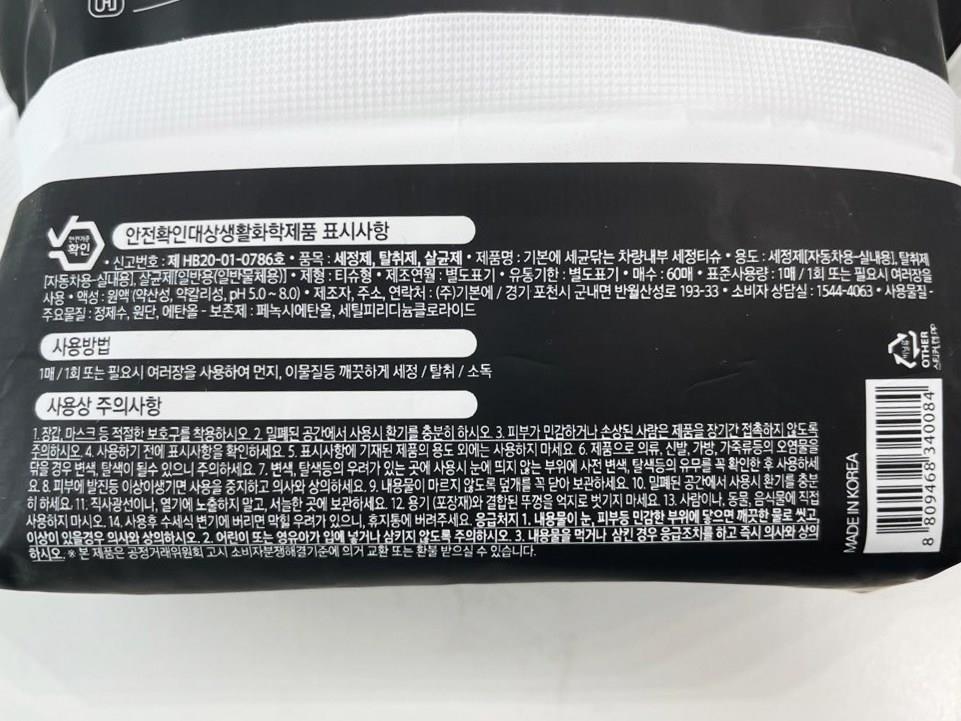 안전기준
확인
안전확인대상생활화학제품 표시사항
• 신고번호 : 제 HB20-01-0786호 • 품목 : 세정제, 탈취제, 살균제 • 제품명 : 기본에 세균닦는 차량내부 세정티슈 • 용도 : 세정제[자동차용-실내용], 탈취제
[자동차용-실내용], 살균제[일반용(일반물체용)] • 제형 : 티슈형 • 제조연월 : 별도표기 • 유통기한 : 별도표기 • 매수 : 60매 • 표준사용량 : 1매 / 1회 또는 필요시 여러장을
사용 • 액성 : 원액 (약산성, 약알리성, pH 5.0 ~ 8.0) • 제조자, 주소, 연락처 : (주)기본에 / 경기 포천시 군내면 반월산성로 193-33 • 소비자 상담실 : 1544-4063 • 사용물질 -
주요물질 : 정제수, 원단, 에탄올 - 보존제 : 페녹시에탄올, 세틸피리디늄클로라이드
사용방법
1매 / 1회 또는 필요시 여러장을 사용하여 먼지, 이물질등 깨끗하게 세정 / 탈취 / 소독
사용상 주의사항
1. 장갑, 마스크 등 적절한 보호구를 착용하시오. 2. 밀폐된 공간에서 사용시 환기를 충분히 하시오. 3. 피부가 민감하거나 손상된 사람은 제품을 장기간 접촉하지 않도록
주의하시오. 4. 사용하기 전에 표시사항을 확인하세요. 5. 표시사항에 기재된 제품의 용도 외에는 사용하지 마세요. 6. 제품으로 의류, 신발, 가방, 가죽류등의 오염물을
닦을 경우 변색, 탈색이 될수 있으니 주의하세요. 7. 변색, 탈색등의 우려가 있는 곳에 사용시 눈에 띄지 않는 부위에 사전 변색, 탈색등의 유무를 꼭 확인한 후 사용하세
요. 8. 피부에 발진등 이상이생기면 사용을 중지하고 의사와 상의하세요. 9. 내용물이 마르지 않도록 덮개를 꼭 닫아 보관하세요. 10. 밀폐된 공간에서 사용시 환기를 충분
히 하세요. 11. 직사광선이나, 열기에 노출하지 말고, 서늘한 곳에 보관하세요. 12. 용기 (포장재)와 결합된 뚜껑을 억지로 벗기지 마세요. 13. 사람이나, 동물, 음식물에 직접
사용하지 마시오. 14. 사용후, 수세식 변기에 버리면 막힐 우려가 있으니, 휴지통에 버려주세요. 응급처치 1. 내용물이 눈, 피부등 민감한 부위에 닿으면 깨끗한 물로 씻고
이상이 있을경우 의사와 상의하시오. 2. 어린이 또는 영유아가 입에 넣거나 삼키지 않도록 주의하시오. 3. 내용물을 먹거나 삼킨 경우 응급조치를 하고 즉시 의사와 상의
하시오. ※ 본 제품은 공정거래위원회 고시 소비자분쟁해결기준에 의거 교환 또는 환불 받으실 수 있습니다.
OTHER
MADE IN KOREA
8 809468 340084